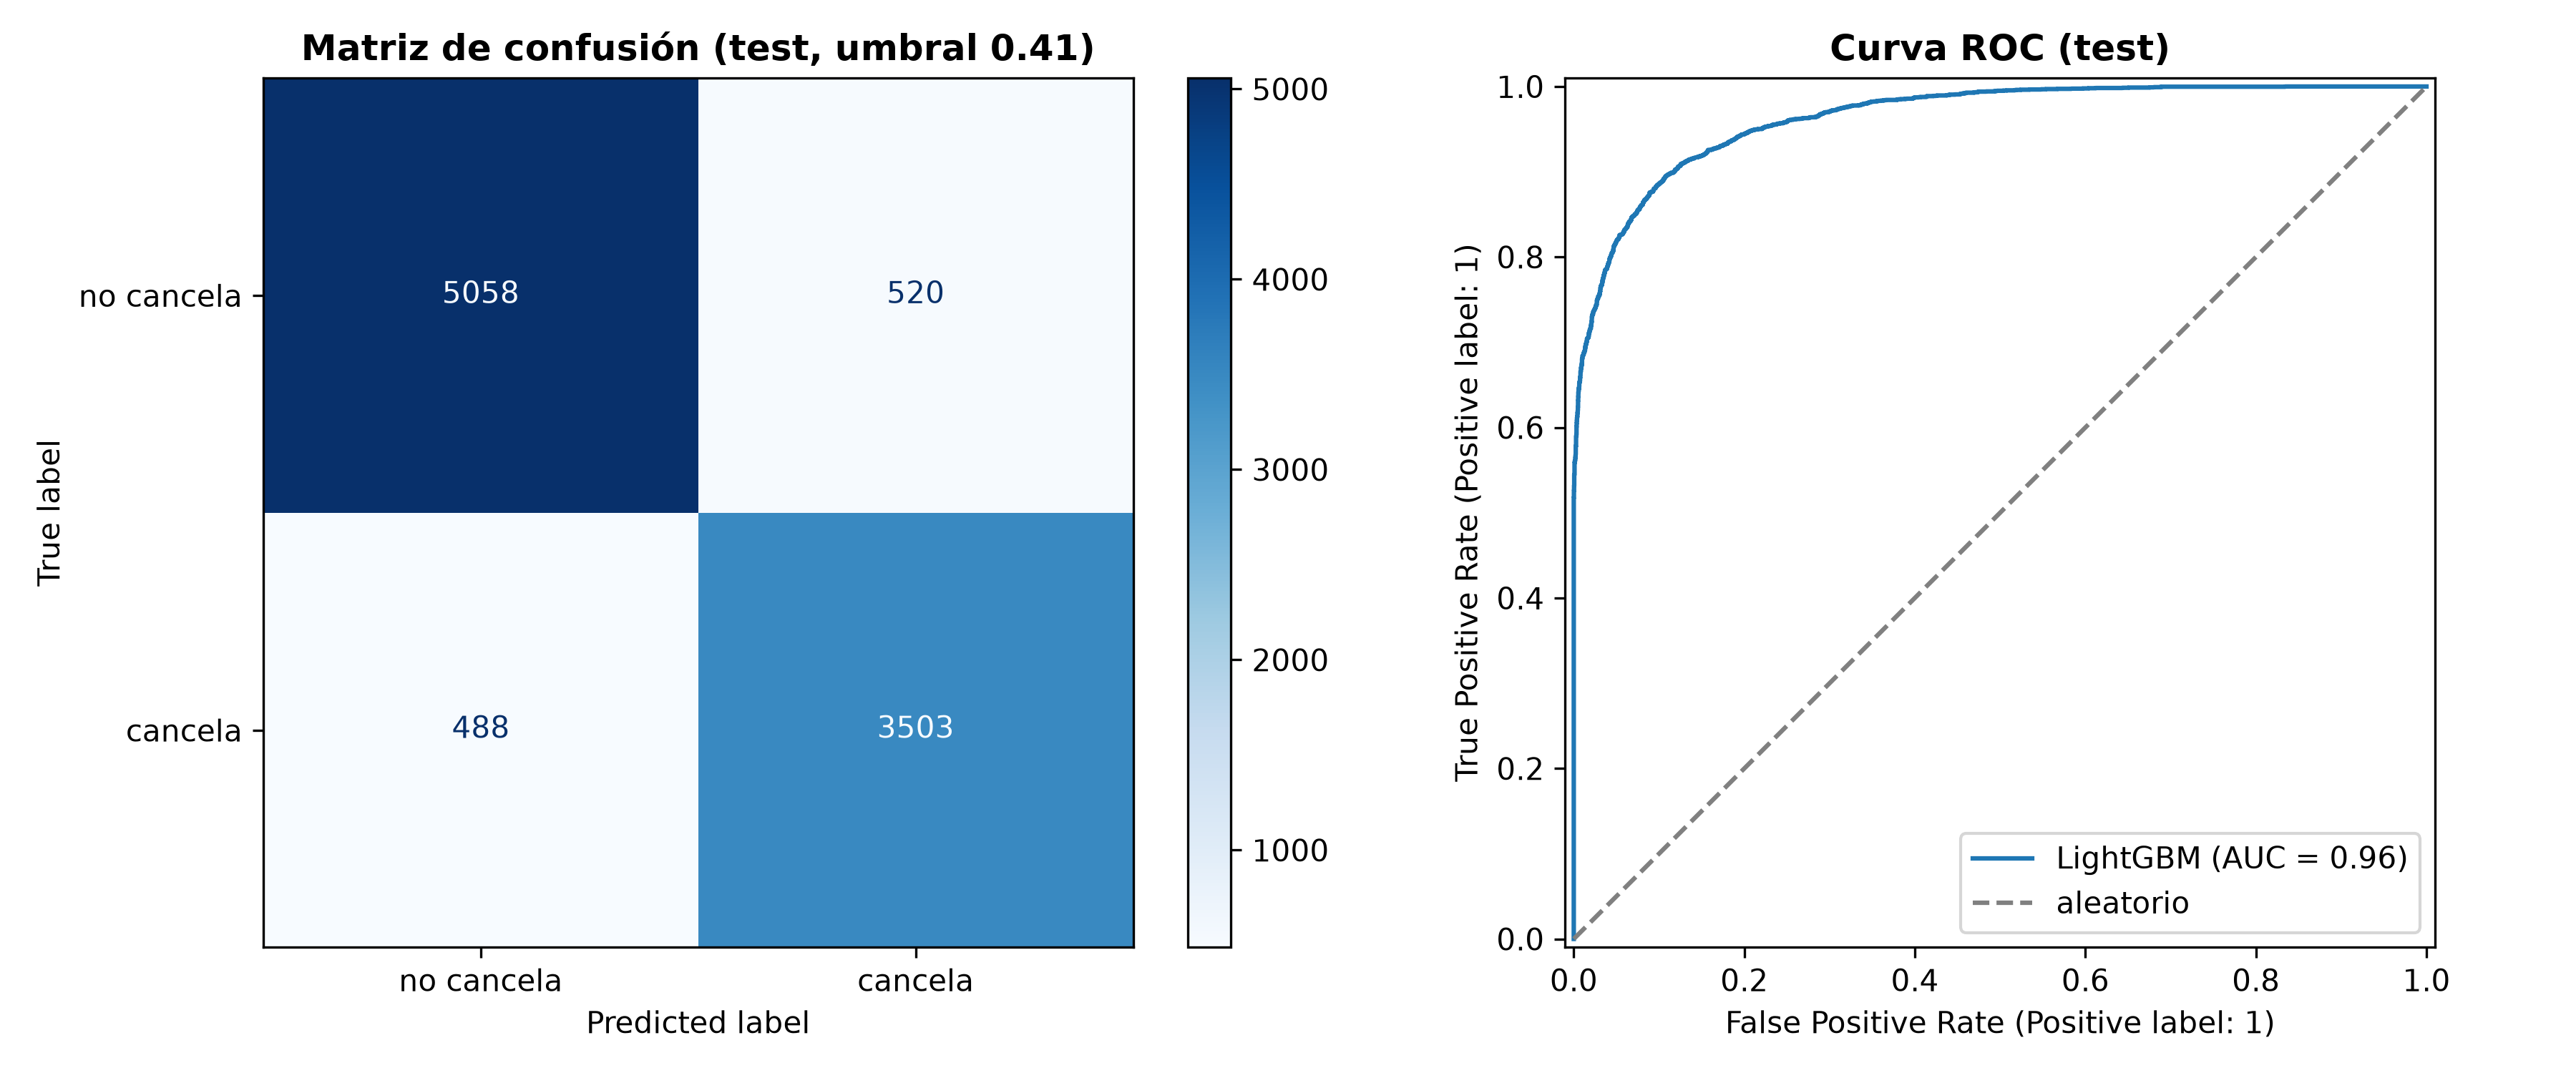 Matriz de confusión (test, umbral 0.41)
True label
no cancela
cancela
5058
520
488
3503
no cancela
cancela
Predicted label
5000
4000
3000
2000
1000
Curva ROC (test)
True Positive Rate (Positive label: 1)
1.0
0.8
0.6
0.4
0.2
0.0
LightGBM (AUC = 0.96)
aleatorio
0.0
0.2
0.4
0.6
0.8
1.0
False Positive Rate (Positive label: 1)